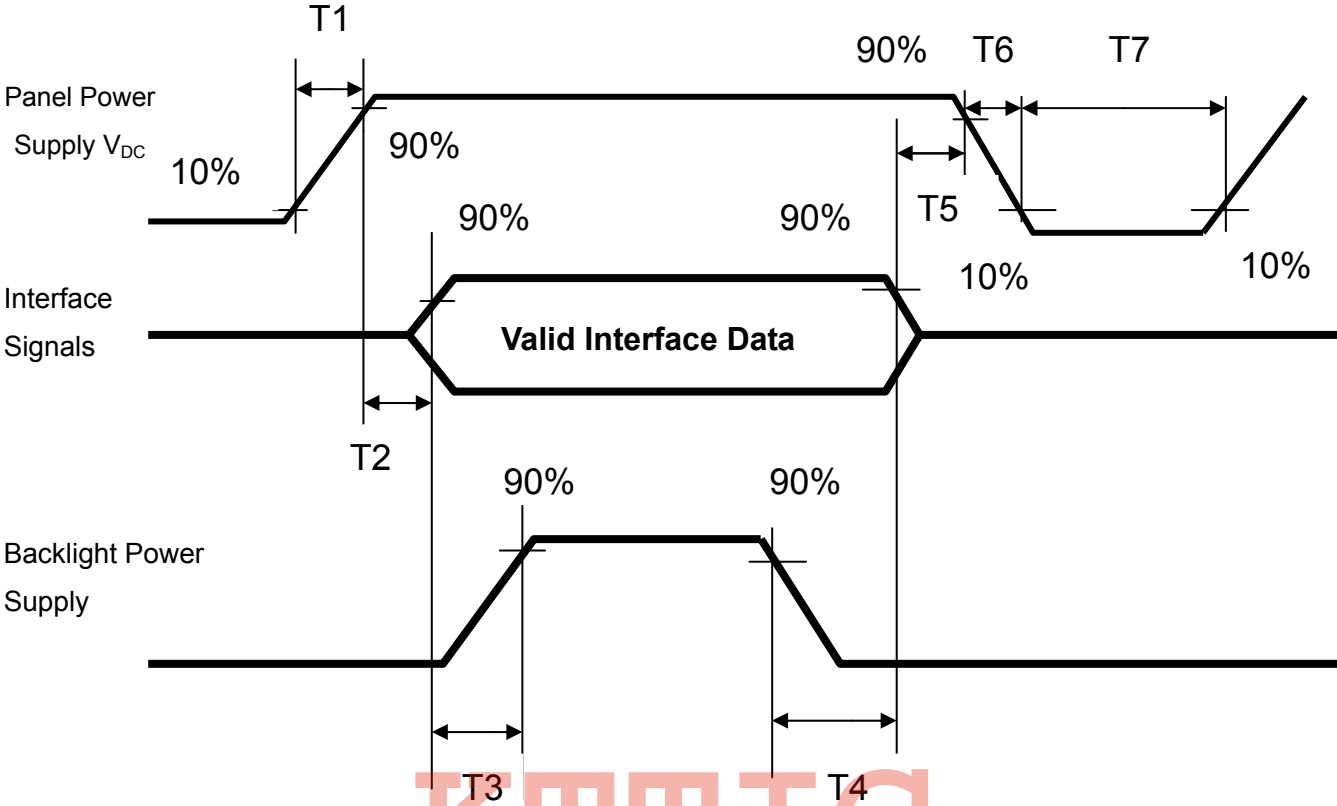 T1
90%
T6
T7
Panel Power
Supply VDC
90%
10%
T5
90%
90%
10%
10%
Interface
Signals
Valid Interface Data
T2
90%
90%
Backlight Power
Supply
T3
T4